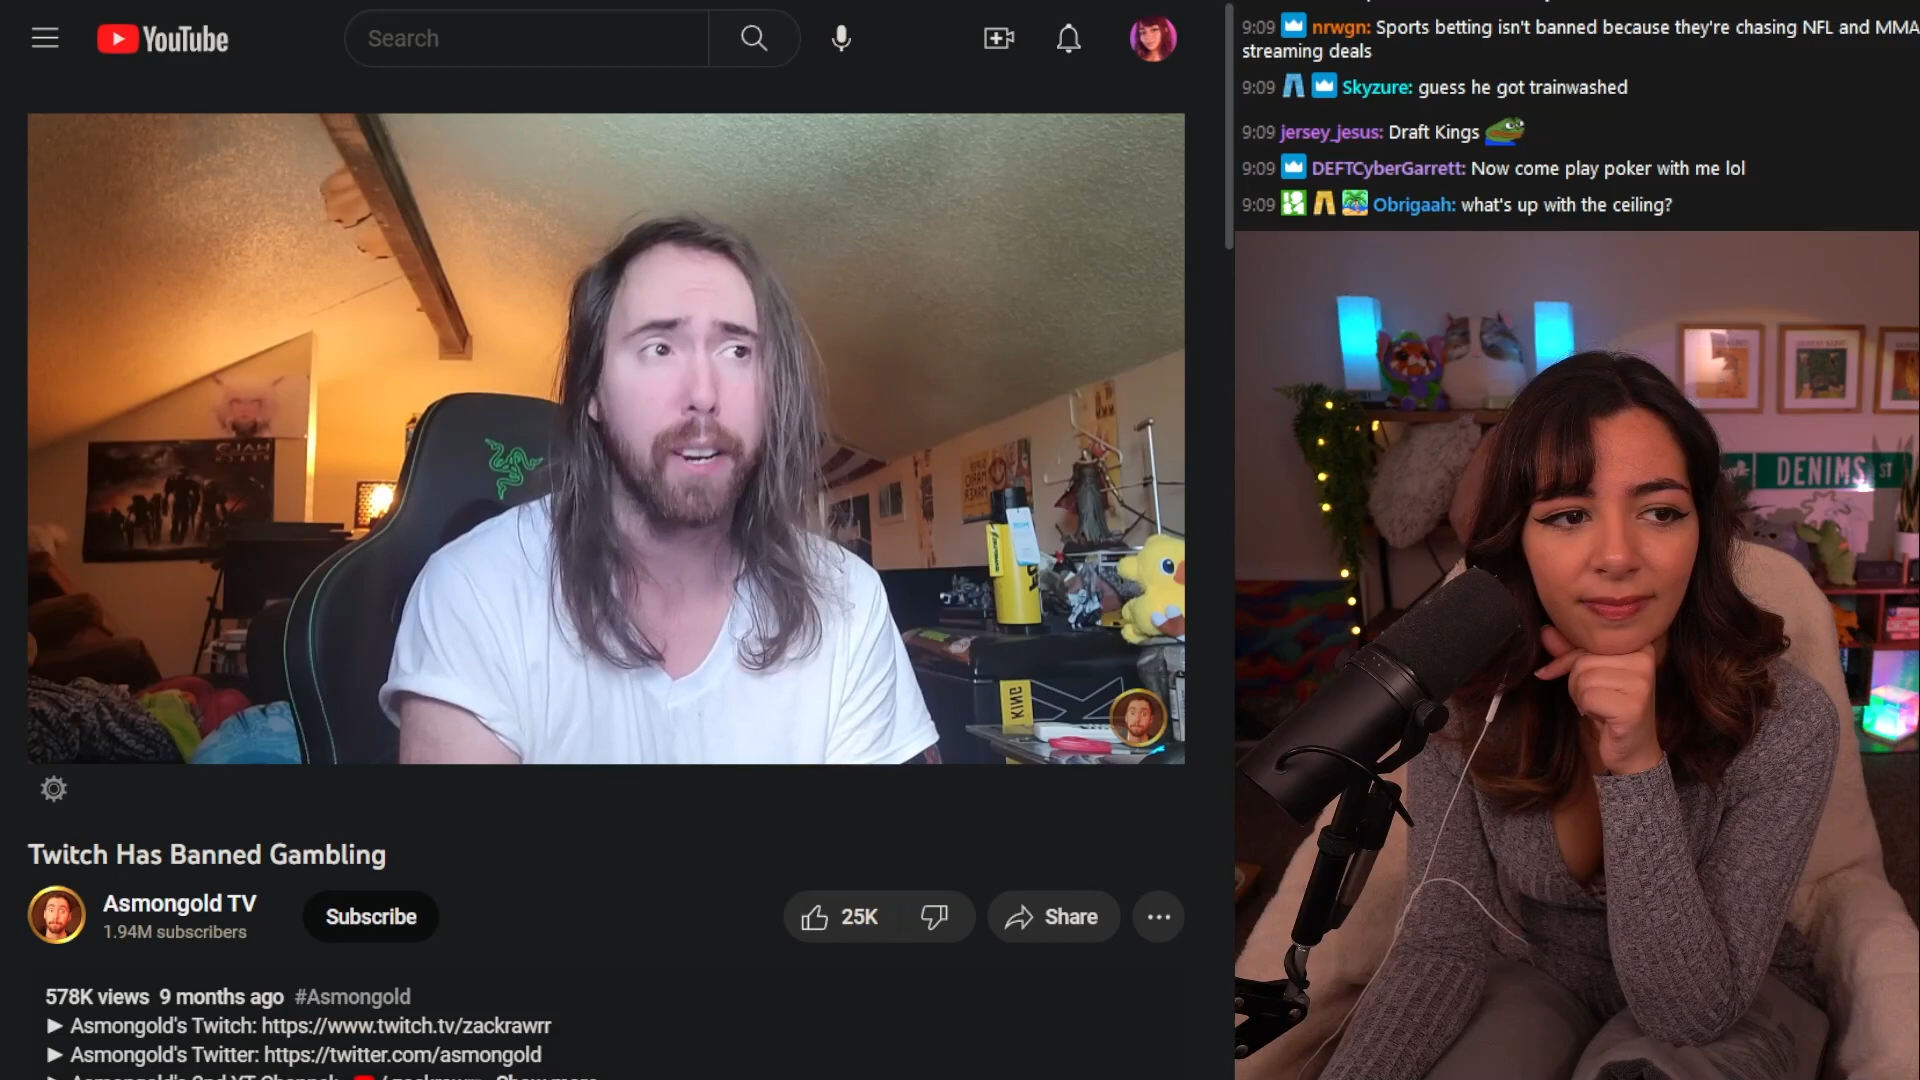 YouTube
Search
9:09 nrwgn: Sports betting isn't banned because they're chasing NFL and MMA
streaming deals
9:09 Skyzure: guess he got trainwashed
9:09 jersey_jesus: Draft Kings
9:09 DEFTCyberGarrett: Now come play poker with me lol
9:09 Obrigaah: what's up with the ceiling?
DENIMS ST
KING
Twitch Has Banned Gambling
Asmongold TV
1.94M subscribers
Subscribe
25K
Share
578K views 9 months ago #Asmongold
► Asmongold's Twitch: https://www.twitch.tv/zackrawrr
► Asmongold's Twitter: https://twitter.com/asmongold